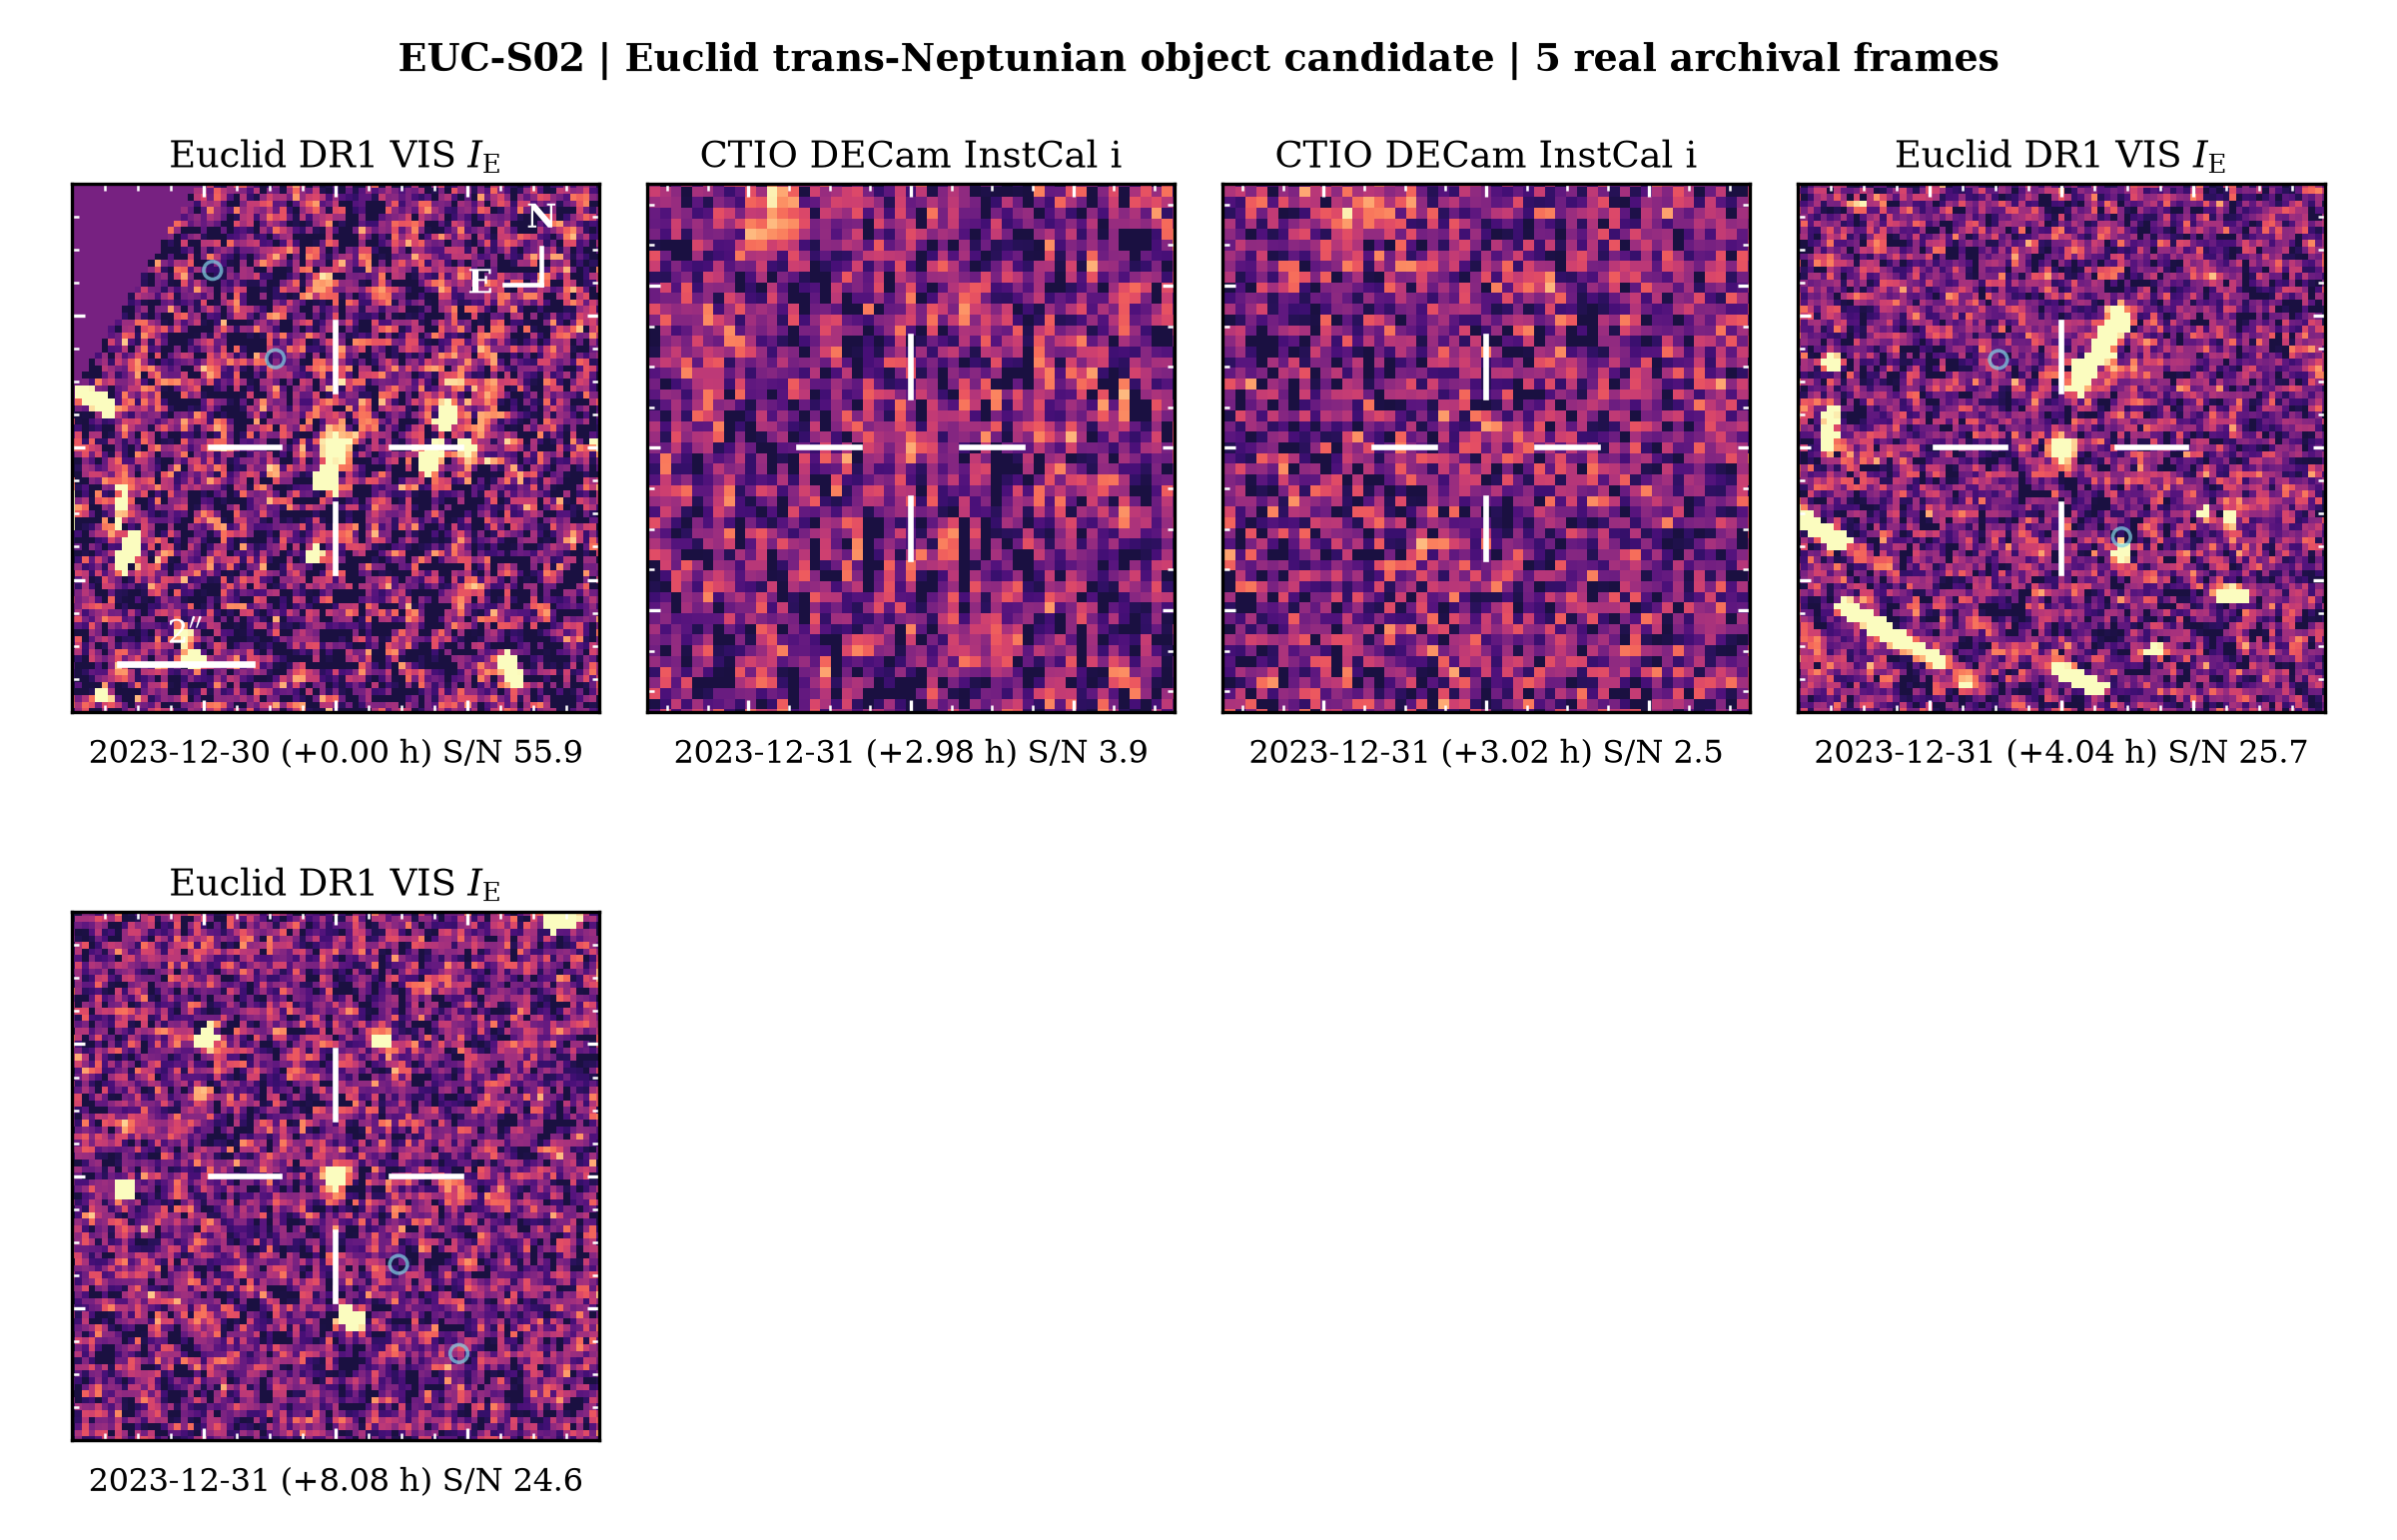 EUC-S02 | Euclid trans-Neptunian object candidate | 5 real archival frames
Euclid DR1 VIS I_E
CTIO DECam InstCal i
CTIO DECam InstCal i
Euclid DR1 VIS I_E
N
E
2″
2023-12-30 (+0.00 h) S/N 55.9
2023-12-31 (+2.98 h) S/N 3.9
2023-12-31 (+3.02 h) S/N 2.5
2023-12-31 (+4.04 h) S/N 25.7
Euclid DR1 VIS I_E
2023-12-31 (+8.08 h) S/N 24.6